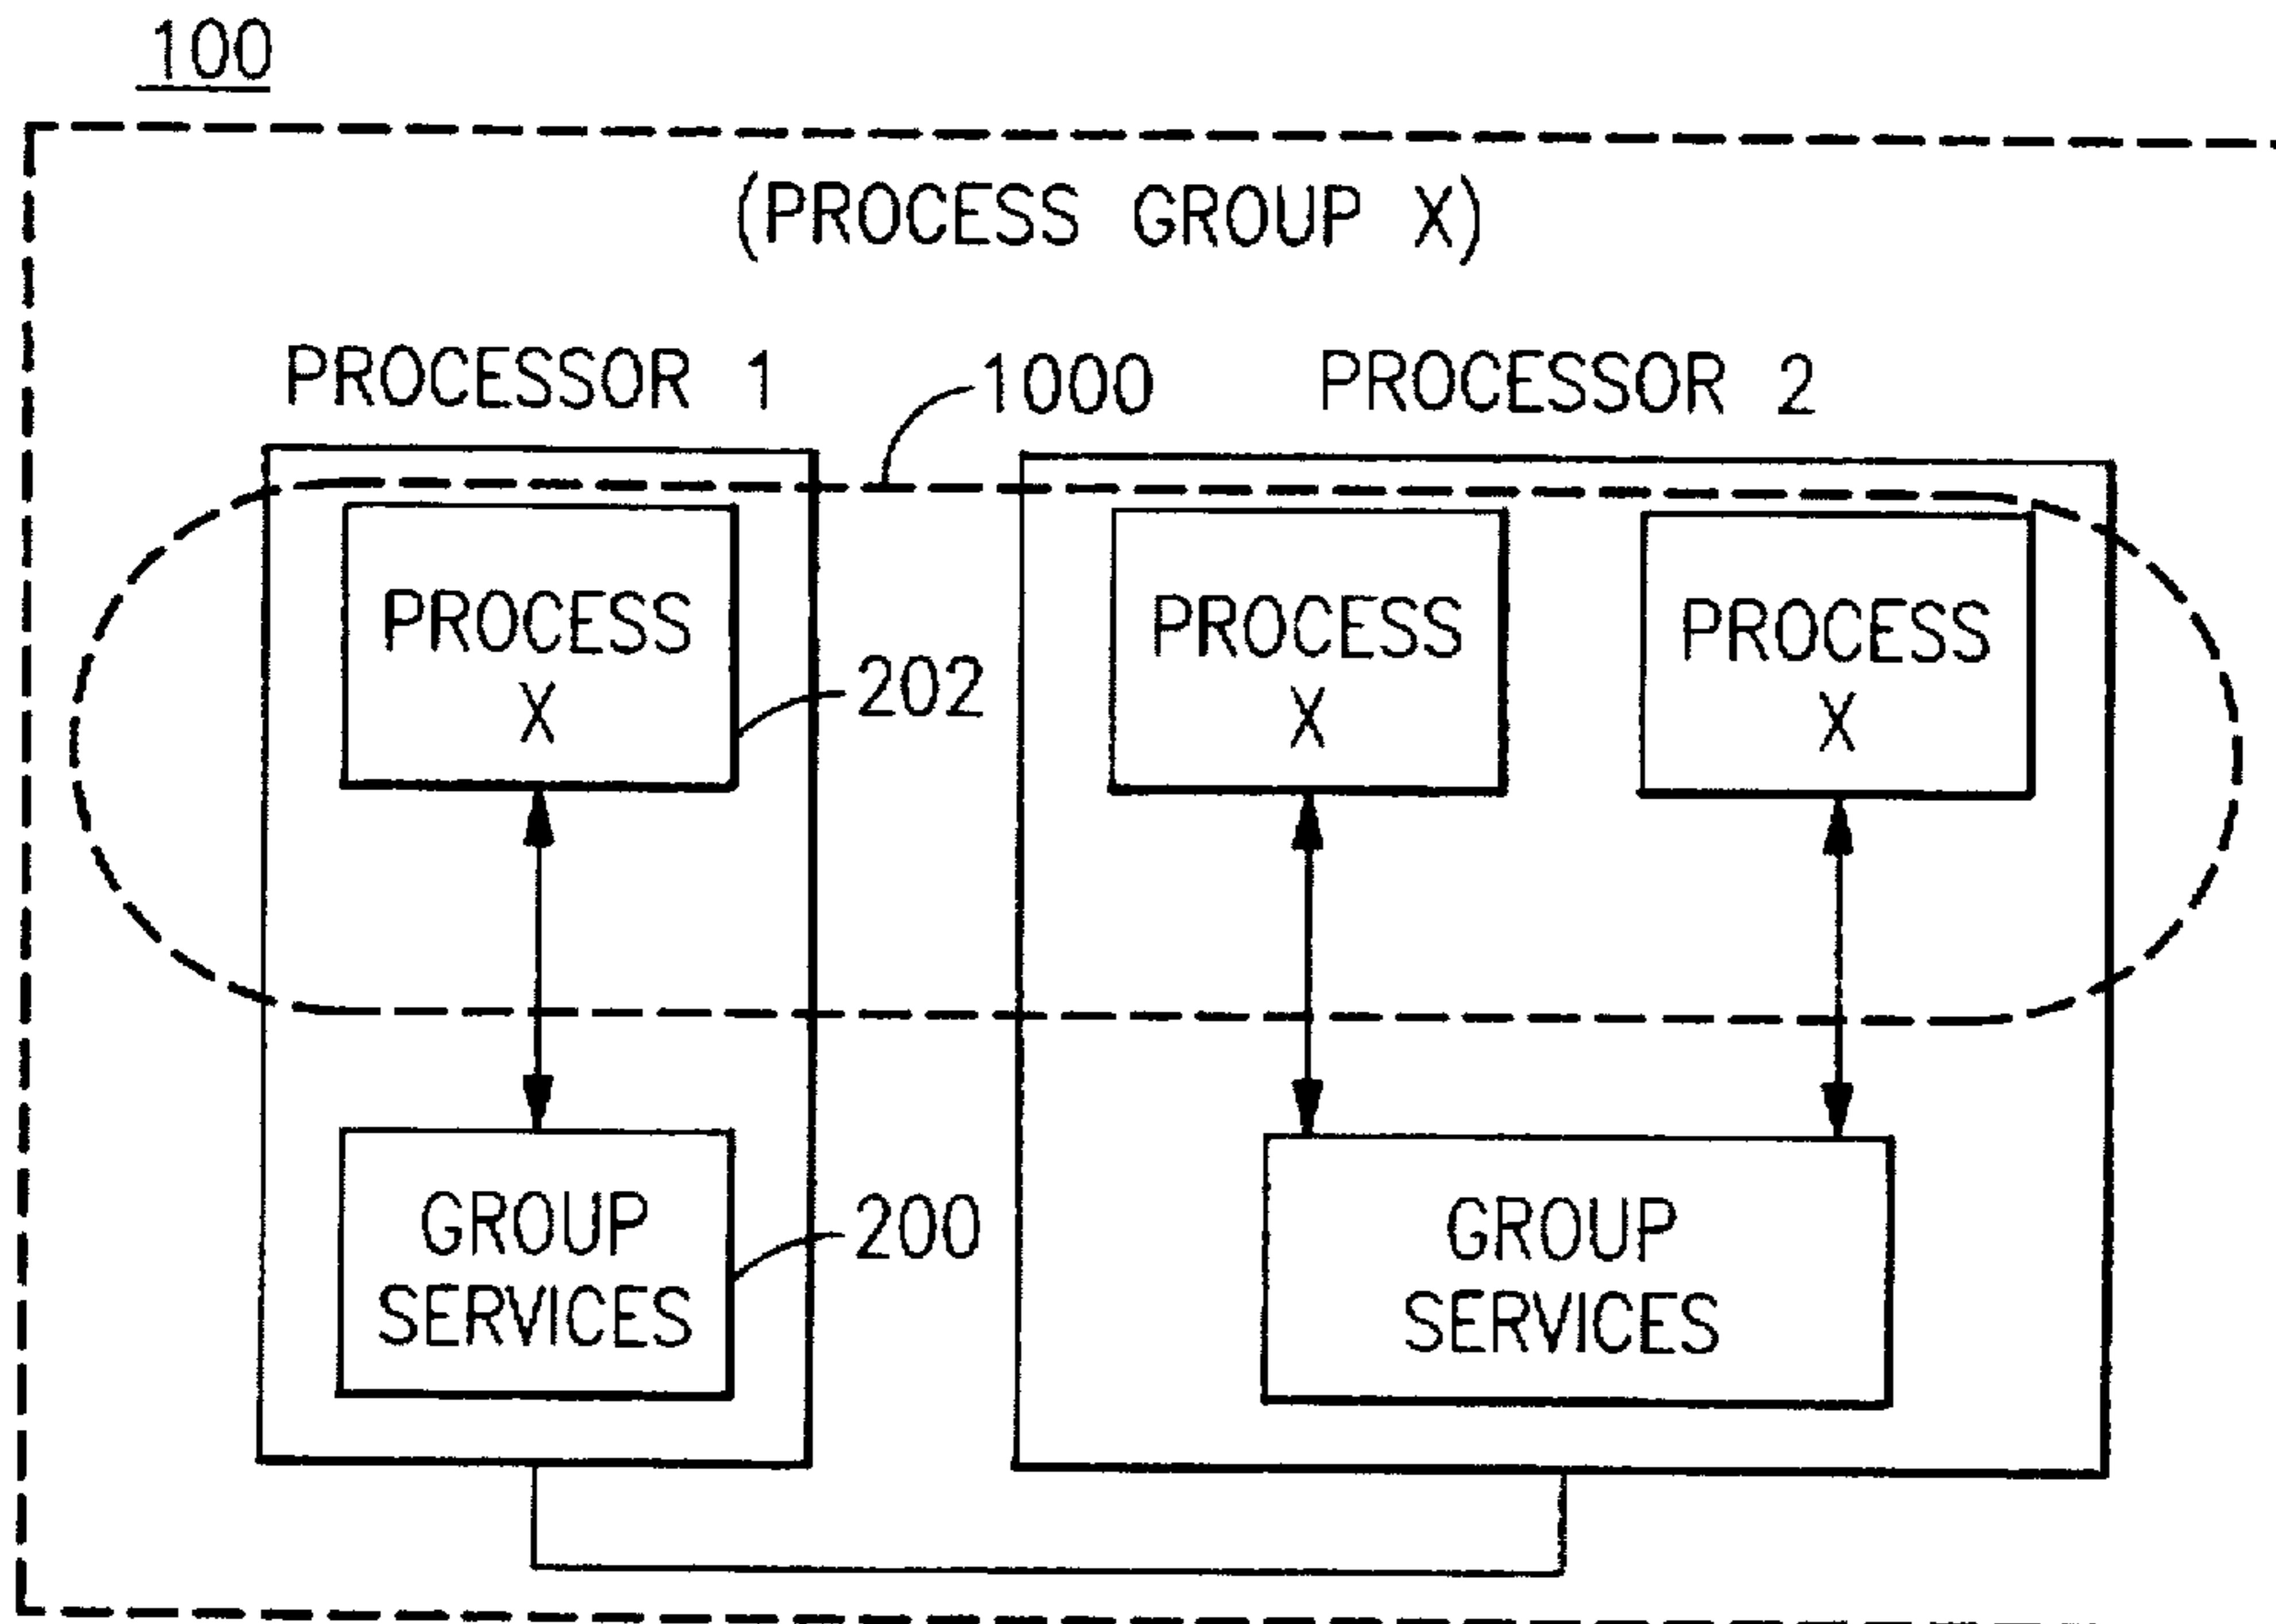 100
(PROCESS GROUP X)
PROCESSOR 1
1000
PROCESSOR 2
PROCESS
X
202
PROCESS
X
PROCESS
X
GROUP
SERVICES
200
GROUP
SERVICES